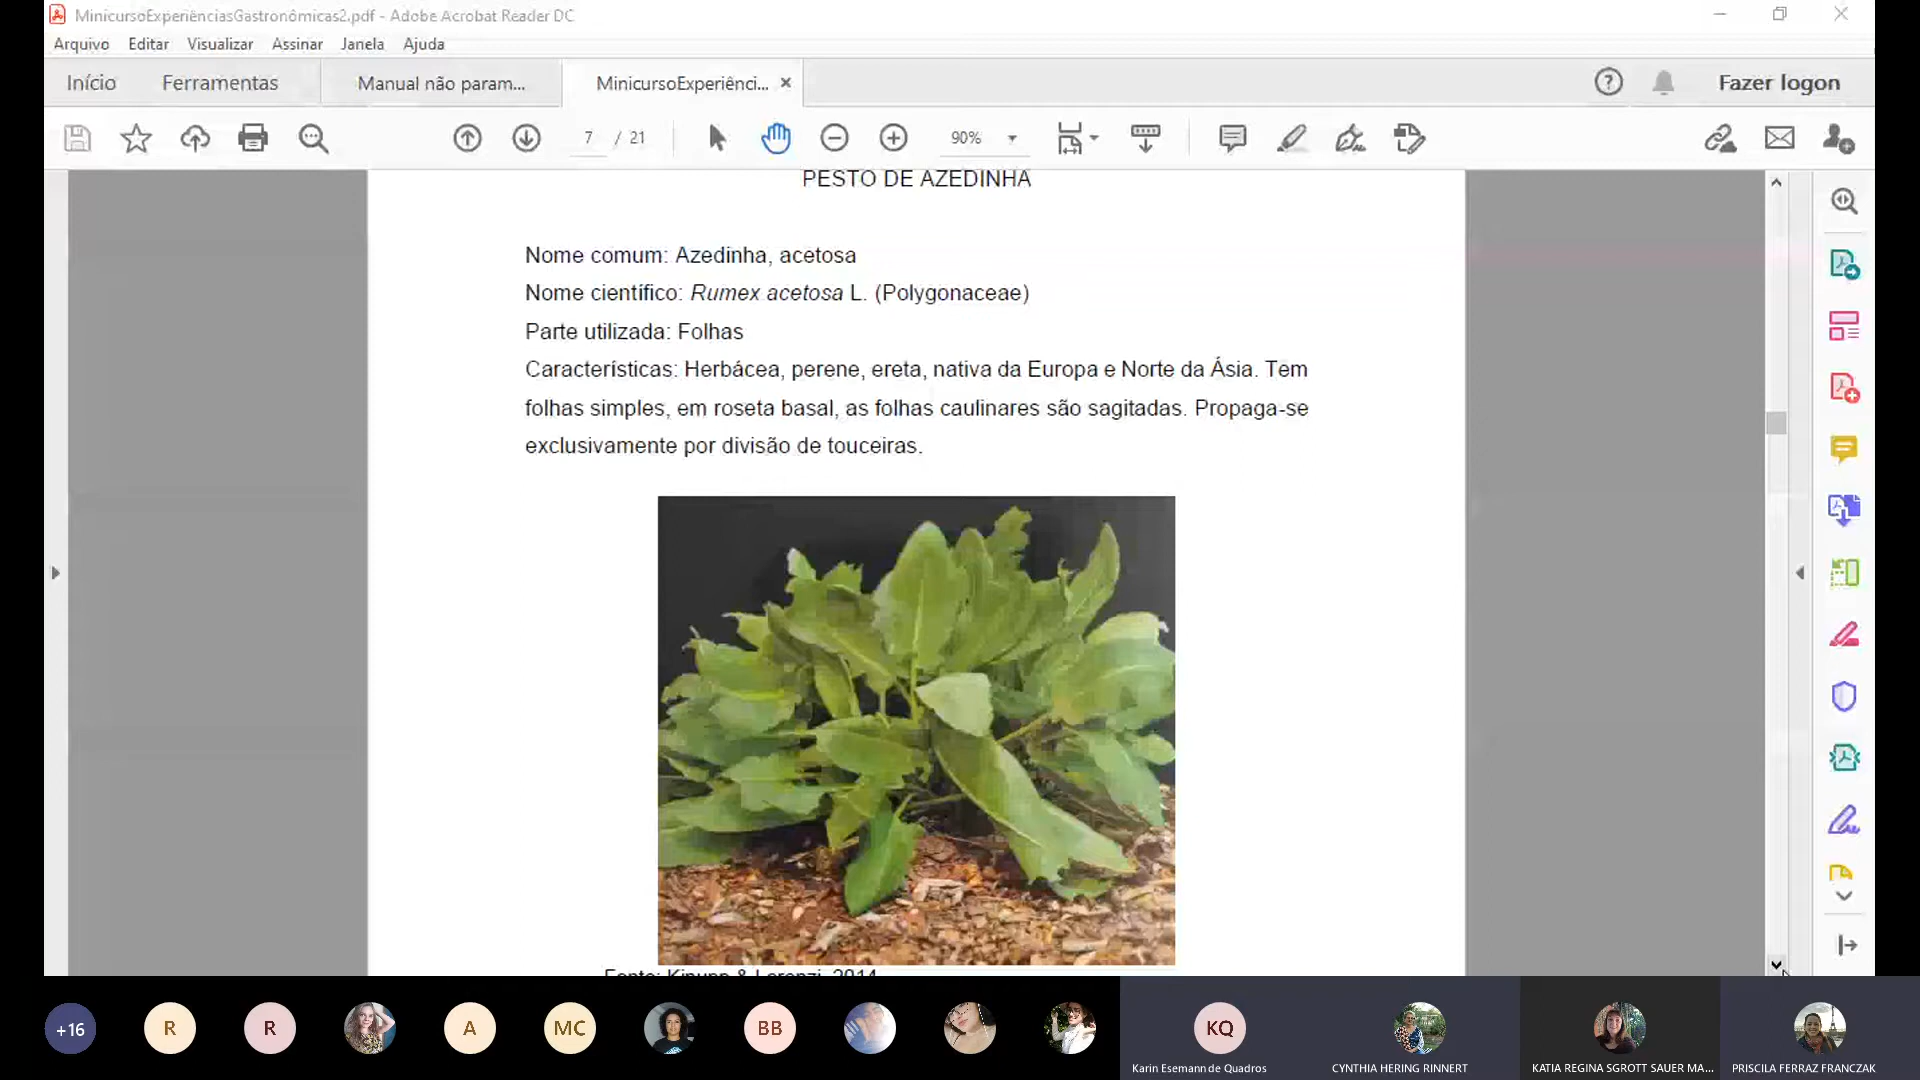 MinicursoExperiênciasGastronômicas2.pdf - Adobe Acrobat Reader DC
Arquivo Editar Visualizar Assinar Janela Ajuda
Início Ferramentas Manual não param... MinicursoExperiênci... Fazer logon
7 / 21 90%
PESTO DE AZEDINHA
Nome comum: Azedinha, acetosa
Nome científico: Rumex acetosa L. (Polygonaceae)
Parte utilizada: Folhas
Características: Herbácea, perene, ereta, nativa da Europa e Norte da Ásia. Tem
folhas simples, em roseta basal, as folhas caulinares são sagitadas. Propaga-se
exclusivamente por divisão de touceiras.
Fonte: Kinupp & Lorenzi, 2014
+16 R R A MC BB KQ
Karin Esemann de Quadros CYNTHIA HERING RINNERT KATIA REGINA SGROTT SAUER MA... PRISCILA FERRAZ FRANCZAK